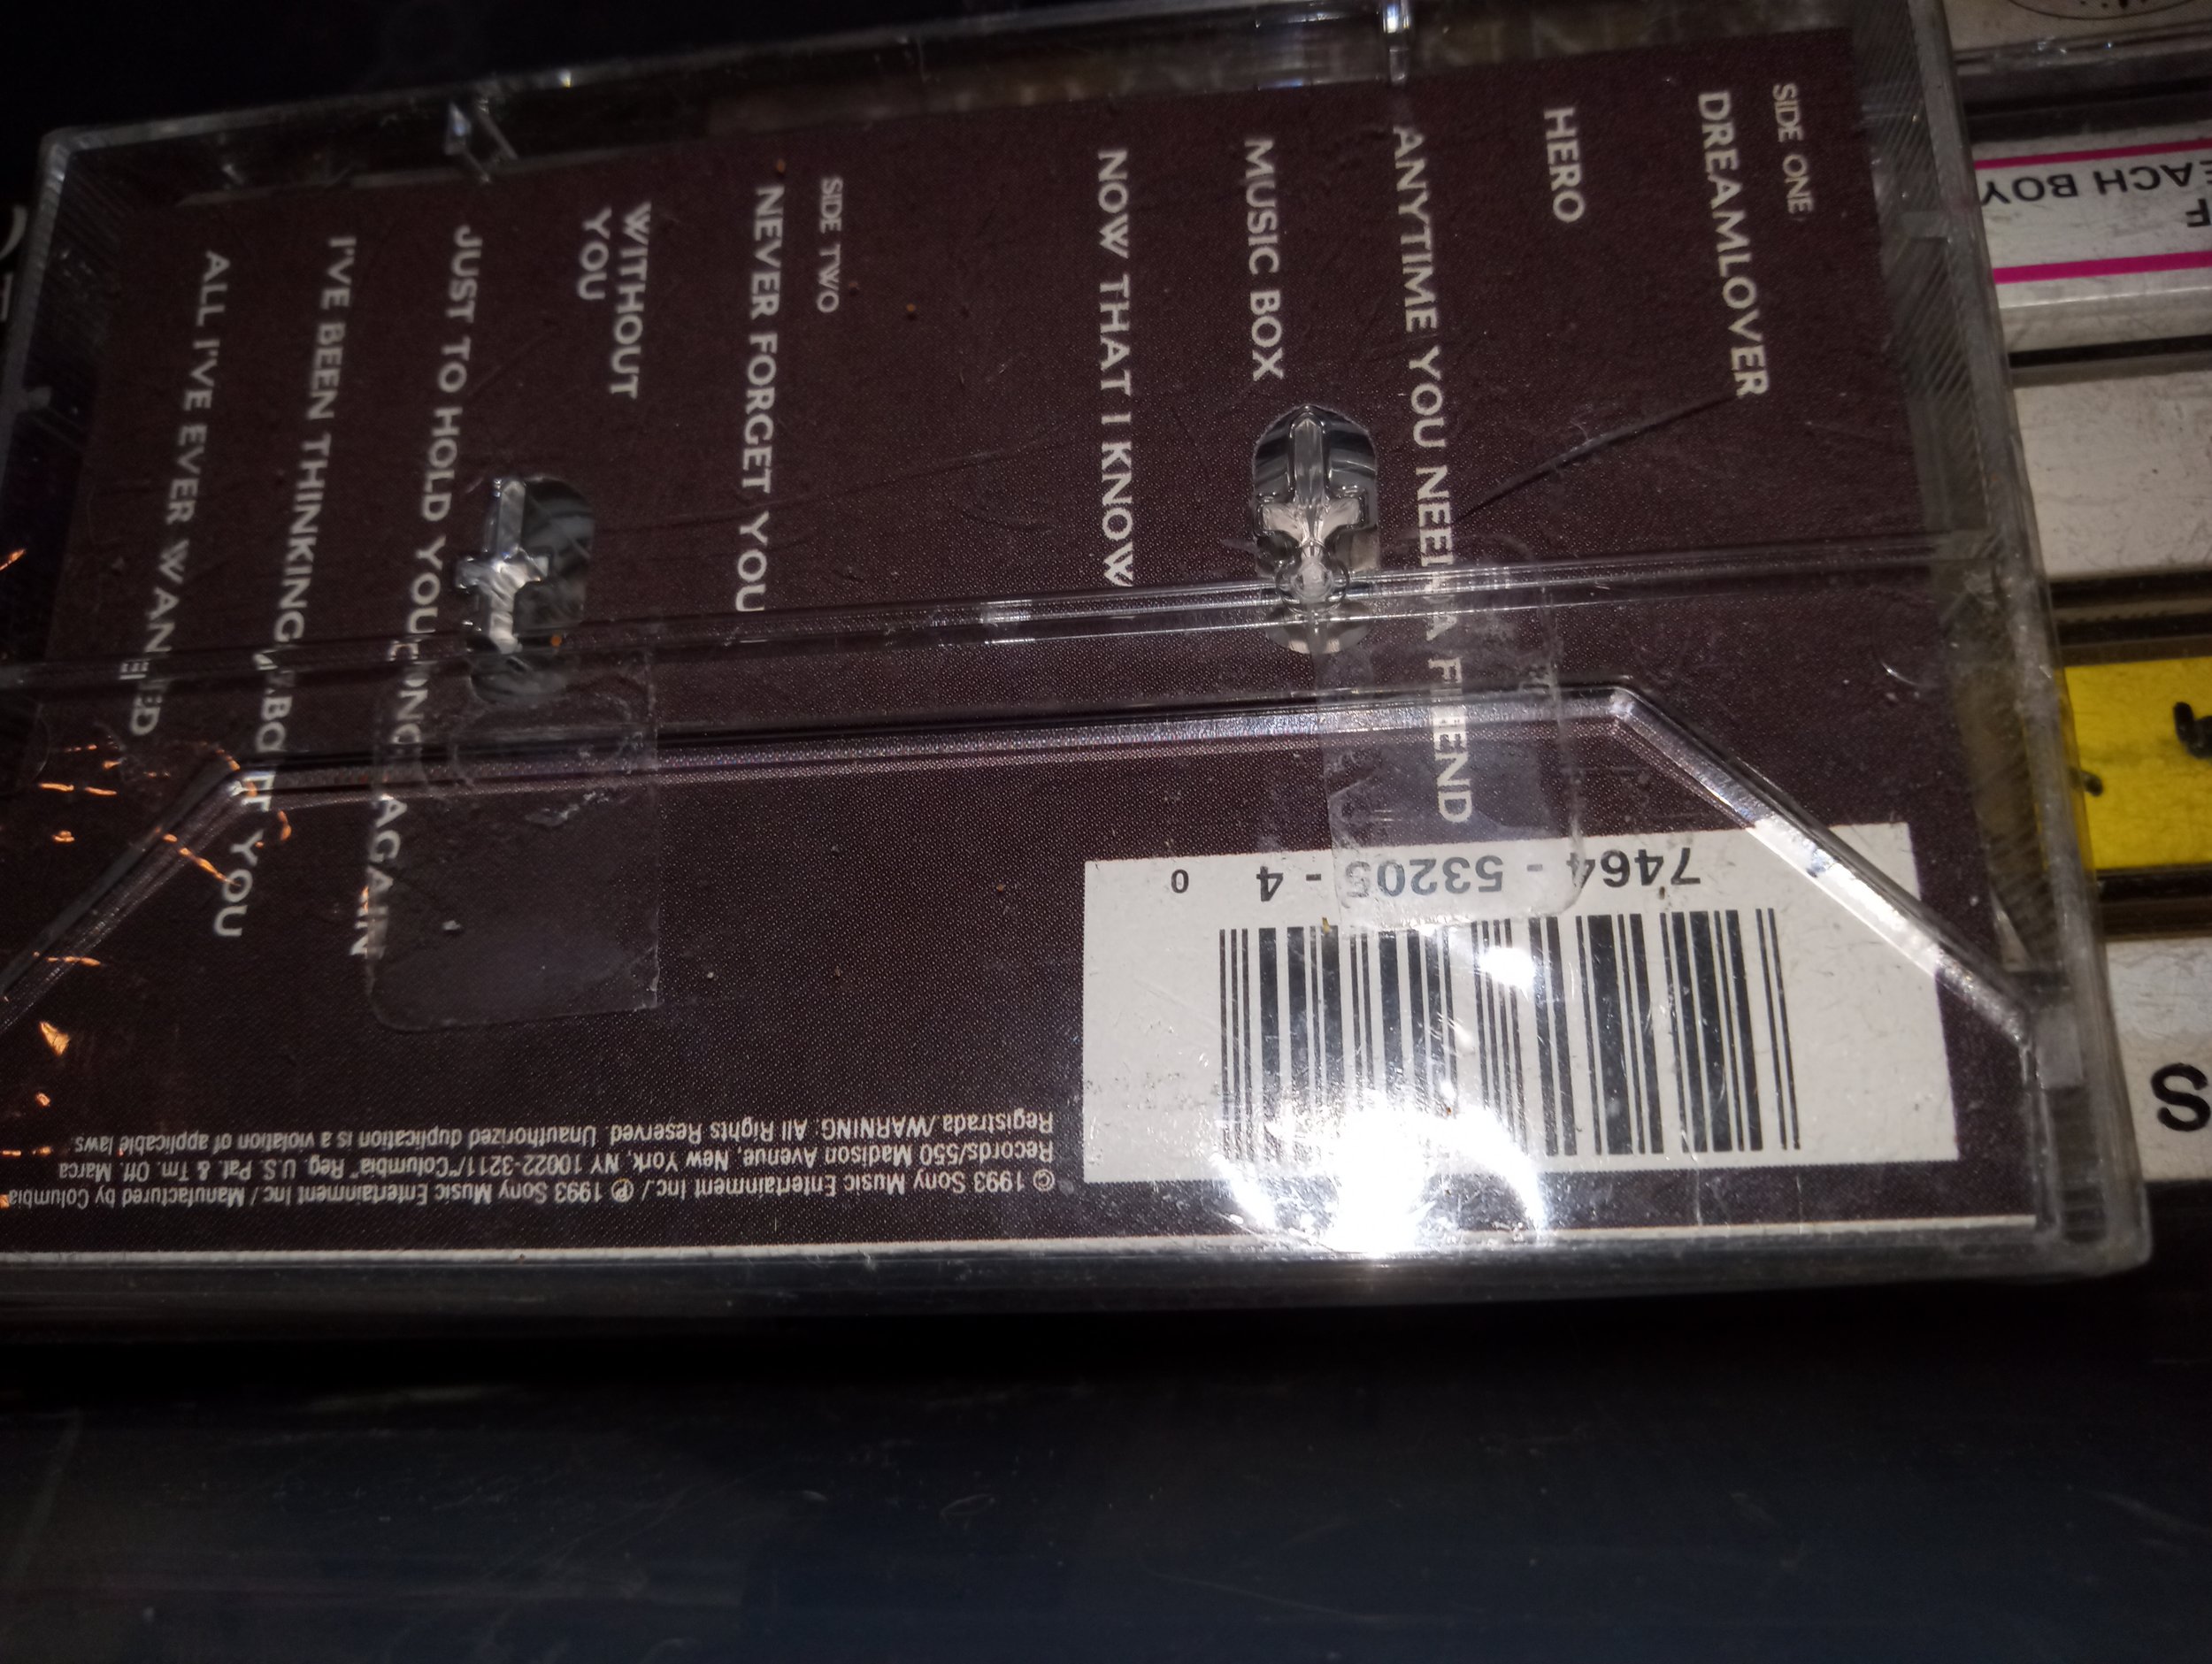 SIDE ONE
DREAMLOVER
HERO
ANYTIME YOU NEED A FRIEND
MUSIC BOX
NOW THAT I KNOW
SIDE TWO
NEVER FORGET YOU
WITHOUT
YOU
JUST TO HOLD YOU ONCE AGAIN
I'VE BEEN THINKING ABOUT YOU
ALL I'VE EVER WANTED
7464 - 53205 - 4 0
© 1993 Sony Music Entertainment Inc./ ℗ 1993 Sony Music Entertainment Inc / Manufactured by Columbia
Records/550 Madison Avenue, New York, NY 10022-3211/"Columbia" Reg. U.S. Pat. & Tm. Off. Marca
Registrada/WARNING: All Rights Reserved. Unauthorized duplication is a violation of applicable laws.
F
EACH BOY
S